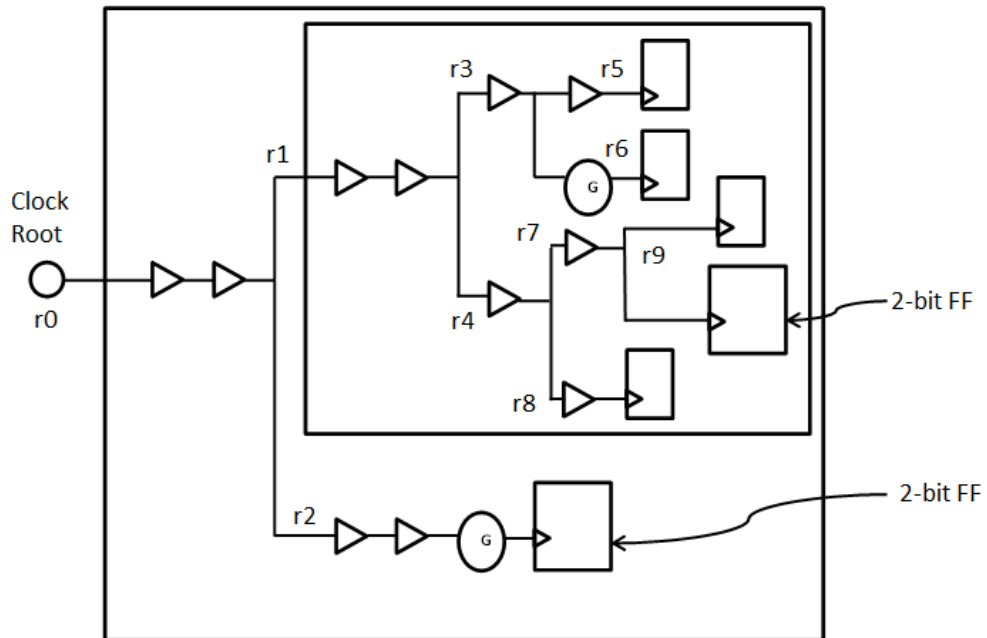 r3
r5
r1
r6
Clock
Root
G
r7
r9
r0
r4
2-bit FF
r8
2-bit FF
r2
G